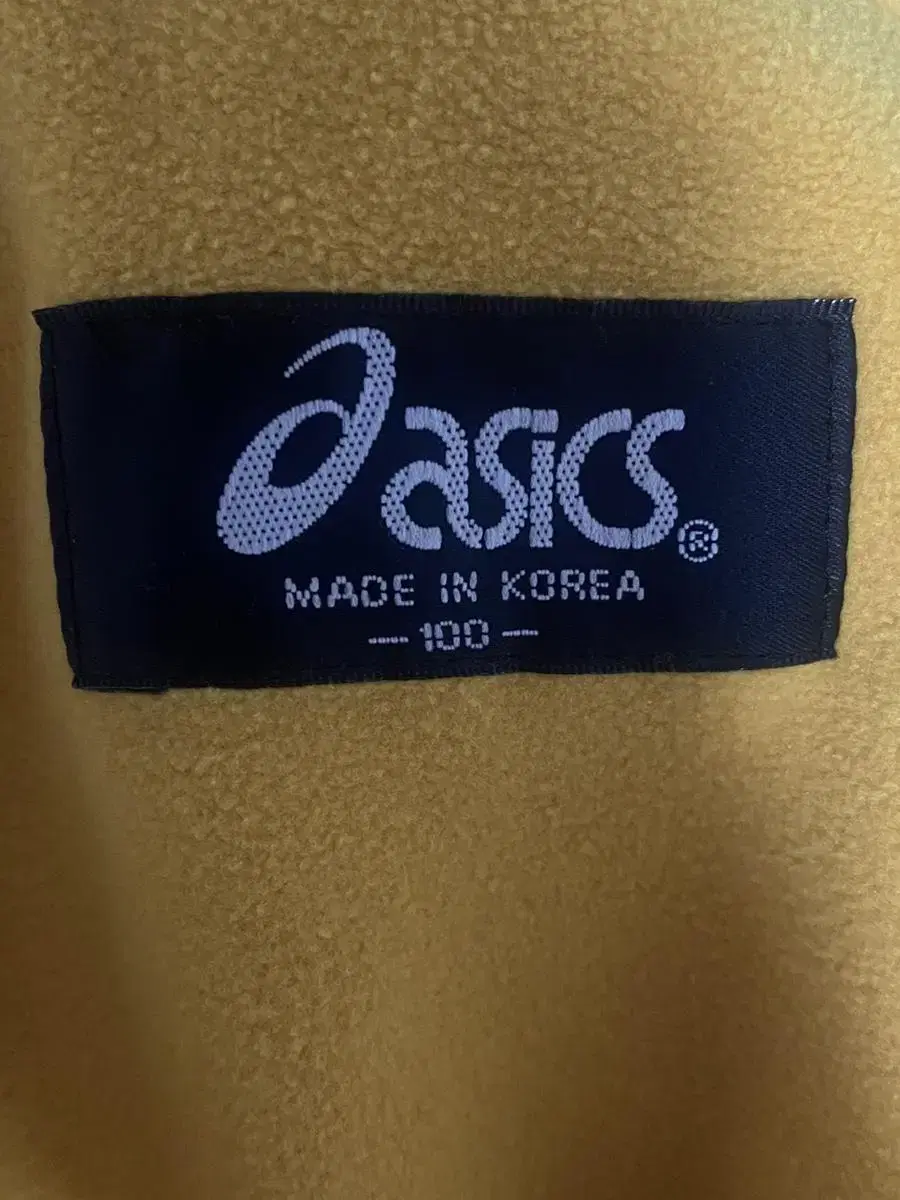 asics®
MADE IN KOREA
— 100 —